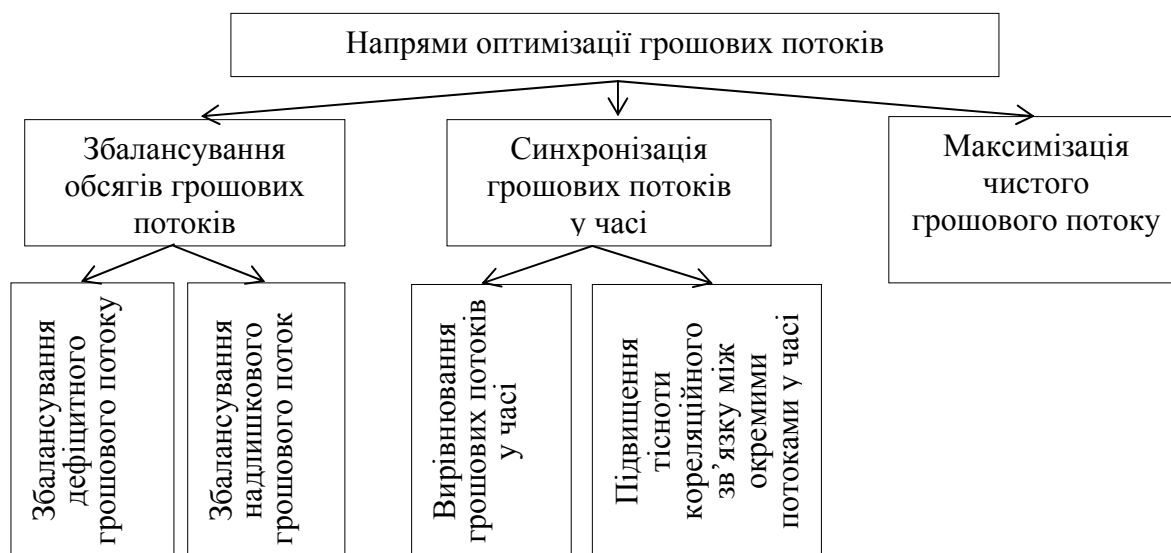 Напрями оптимізації грошових потоків
Збалансування
обсягів грошових
потоків
Синхронізація
грошових потоків
у часі
Максимізація
чистого
грошового потоку
Збалансування
дефіцитного
грошового потоку
Збалансування
надлишкового
грошового поток
Вирівнювання
грошових потоків
у часі
Підвищення
тісноти
кореляційного
зв’язку між
окремими
потоками у часі